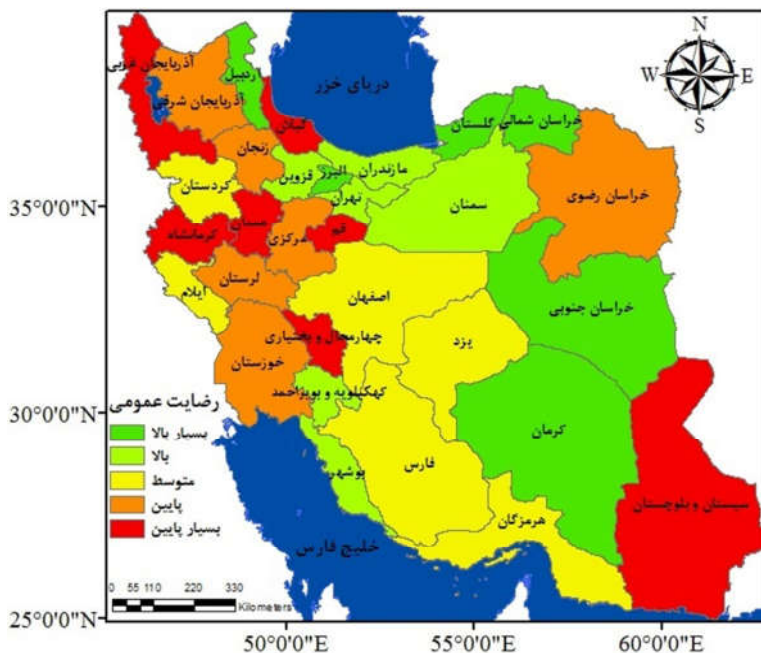 N
W
E
S
دریای خزر
آذربایجان غربی
آذربایجان شرقی
اردبیل
گیلان
زنجان
کردستان
قزوین
البرز
مازندران
گلستان
خراسان شمالی
خراسان رضوی
تهران
سمنان
همدان
کرمانشاه
مرکزی
قم
لرستان
ایلام
اصفهان
خراسان جنوبی
چهارمحال و بختیاری
یزد
خوزستان
کهکیلویه و بویراحمد
کرمان
فارس
بوشهر
هرمزگان
سیستان و بلوچستان
خلیج فارس
رضایت عمومی
بسیار بالا
بالا
متوسط
پایین
بسیار پایین
0 55 110 220 330
Kilometers
35°0'0"N
30°0'0"N
25°0'0"N
50°0'0"E 55°0'0"E 60°0'0"E